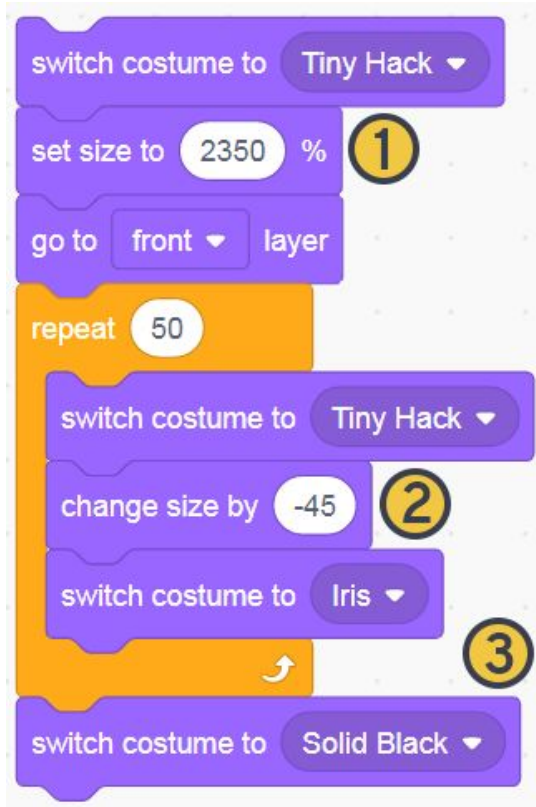 switch costume to Tiny Hack
set size to 2350 % 1
go to front layer
repeat 50
switch costume to Tiny Hack
change size by -45 2
switch costume to Iris
3
switch costume to Solid Black